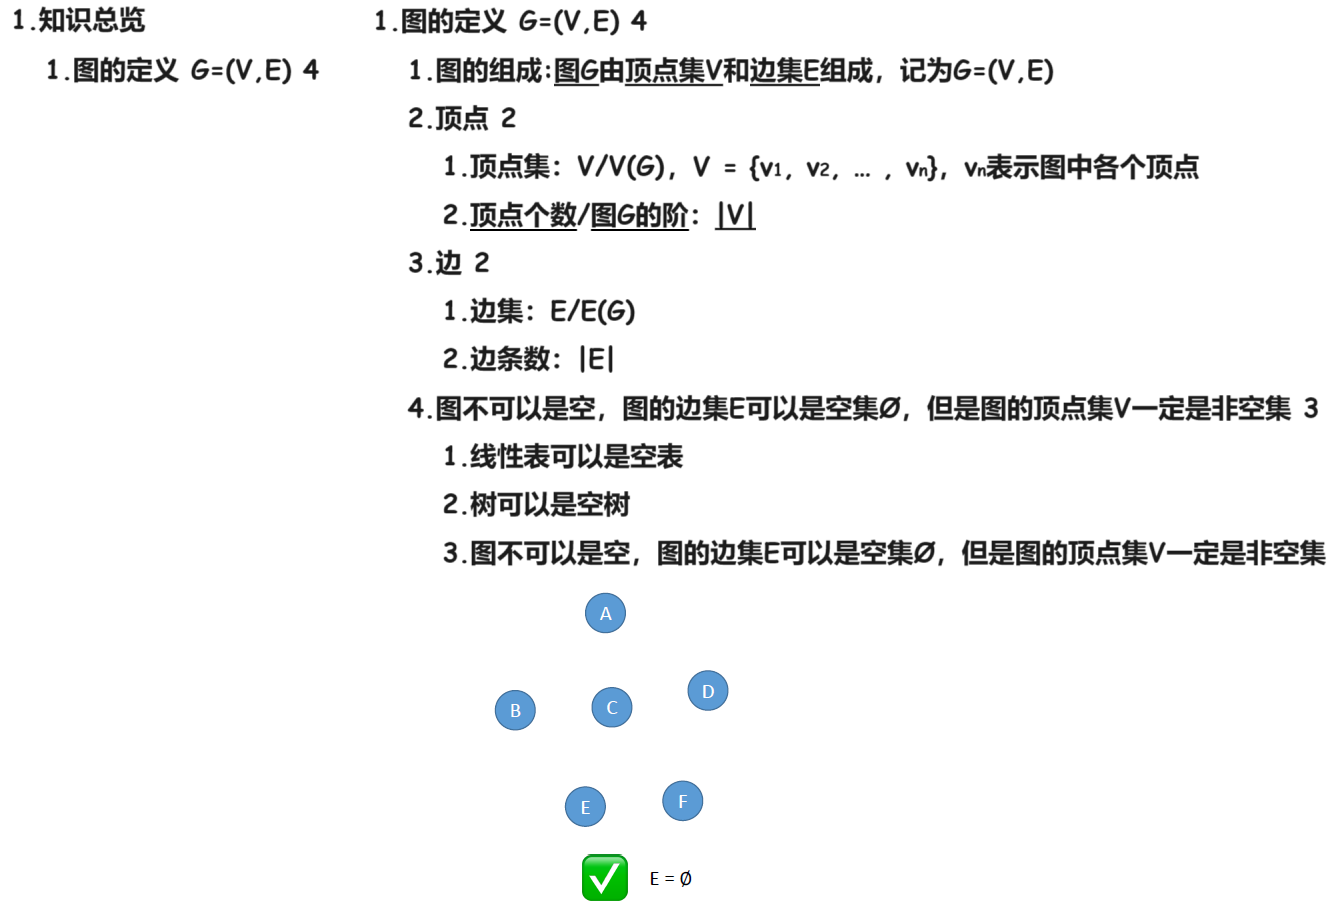 1.知识总览
1.图的定义 G=(V,E) 4
1.图的定义 G=(V,E) 4
1.图的组成:图G由顶点集V和边集E组成，记为G=(V,E)
2.顶点 2
1.顶点集：V/V(G)，V = {v₁，v₂，… ，vₙ}，vₙ表示图中各个顶点
2.顶点个数/图G的阶：|V|
3.边 2
1.边集：E/E(G)
2.边条数：|E|
4.图不可以是空，图的边集E可以是空集Ø，但是图的顶点集V一定是非空集 3
1.线性表可以是空表
2.树可以是空树
3.图不可以是空，图的边集E可以是空集Ø，但是图的顶点集V一定是非空集
A
B
C
D
E
F
E = Ø